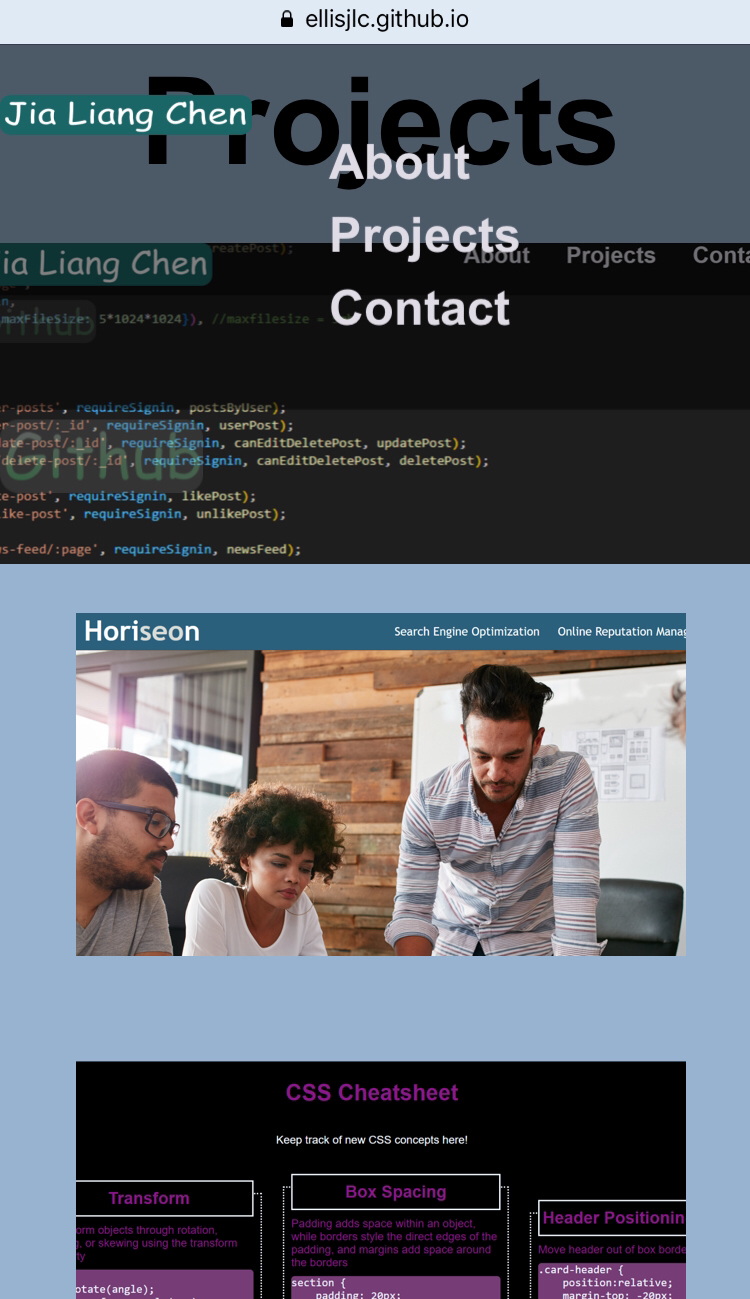 ellisjlc.github.io
Projects
Jia Liang Chen
About
Projects
Contact
createPost);
ia Liang Chen
About Projects Conta
n,
maxFileSize: 5*1024*1024}), //maxfilesize =
ithub
r-posts', requireSignin, postsByUser);
er-post/:_id', requireSignin, userPost);
date-post/:_id', requireSignin, canEditDeletePost, updatePost);
delete-post/:_id', requireSignin, canEditDeletePost, deletePost);
Github
e-post', requireSignin, likePost);
ike-post', requireSignin, unlikePost);
s-feed/:page', requireSignin, newsFeed);
Horiseon
Search Engine Optimization Online Reputation Manag
CSS Cheatsheet
Keep track of new CSS concepts here!
Transform
orm objects through rotation,
g, or skewing using the transform
ty
otate(angle);
Box Spacing
Padding adds space within an object,
while borders style the direct edges of the
padding, and margins add space around
the borders
section {
padding: 20px;
Header Positionin
Move header out of box borde
.card-header {
position:relative;
margin-top: -20px;